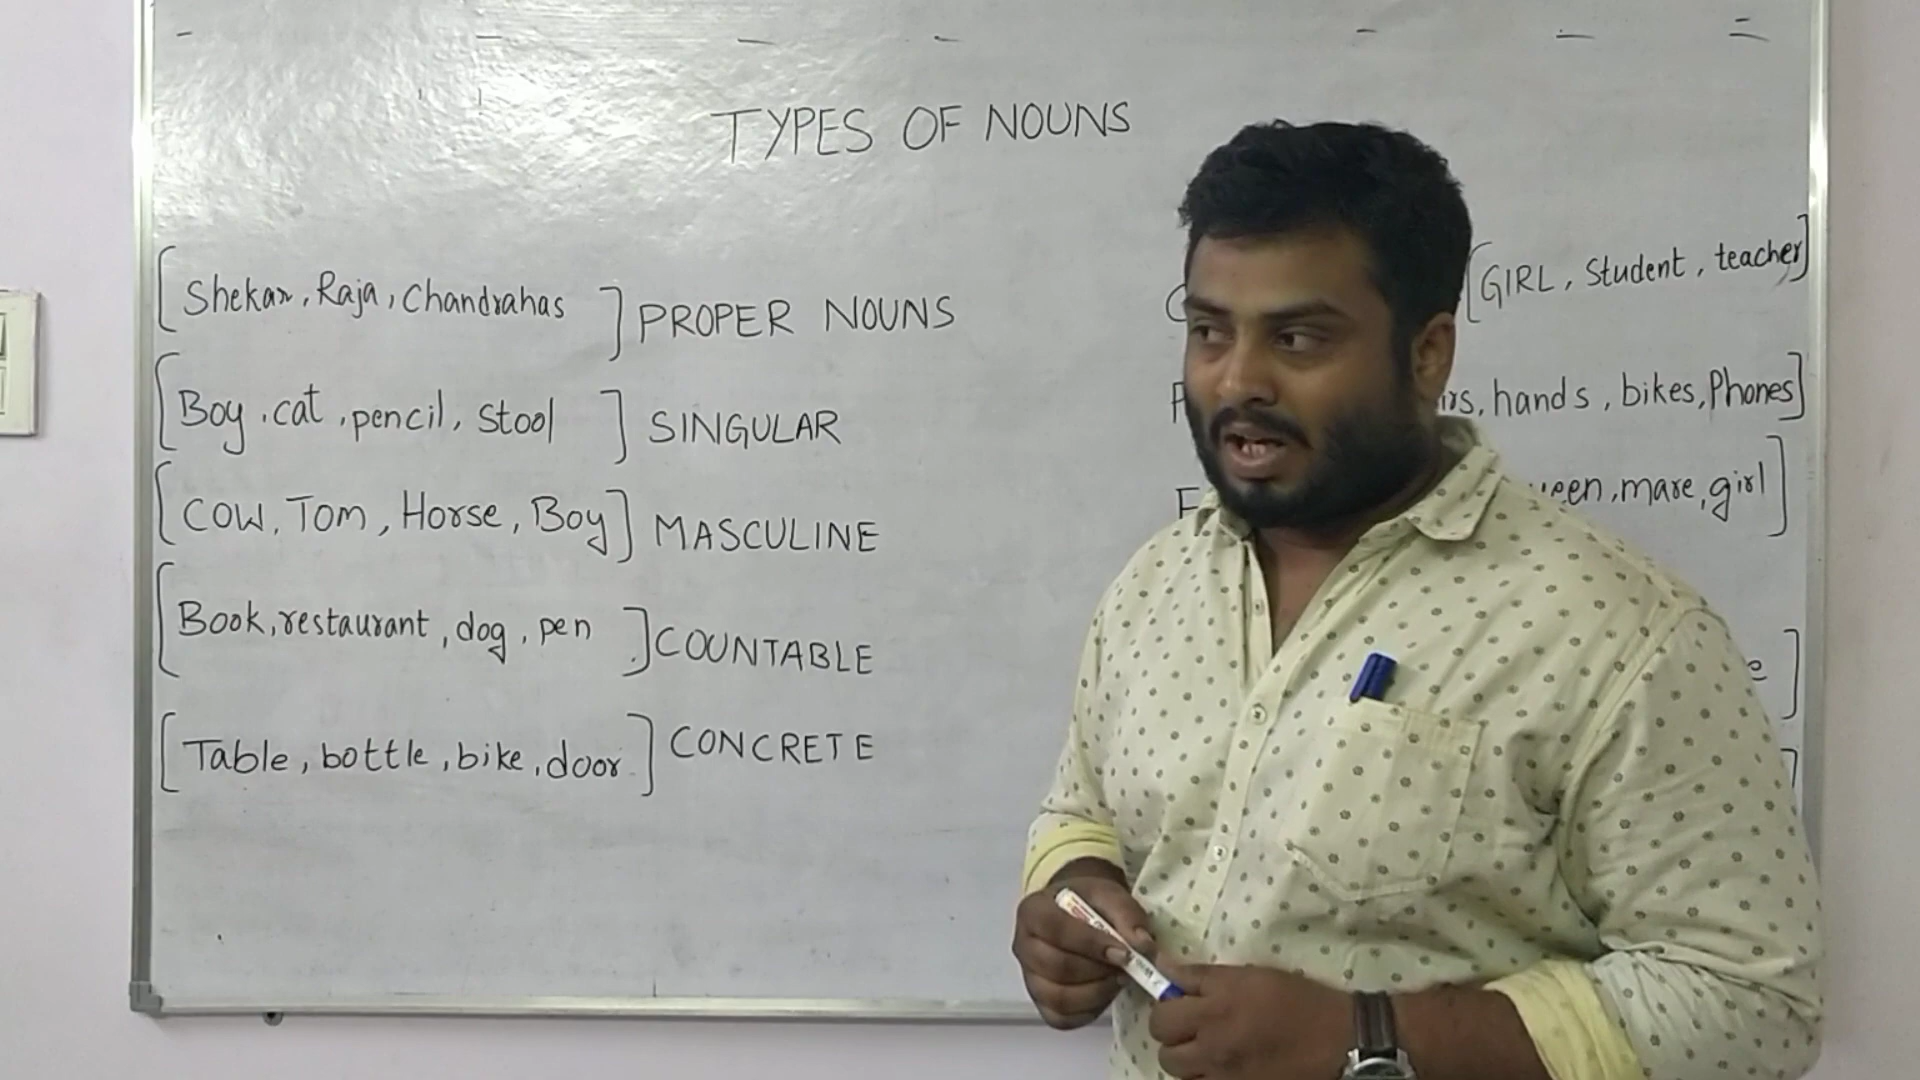 TYPES OF NOUNS
[Shekar, Raja, Chandrahas] PROPER NOUNS
[GIRL, Student, teacher]
[Boy, cat, pencil, Stool] SINGULAR
hands, bikes, Phones]
[COW, TOM, Horse, Boy] MASCULINE
mare, girl]
[Book, restaurant, dog, pen] COUNTABLE
[Table, bottle, bike, door] CONCRETE